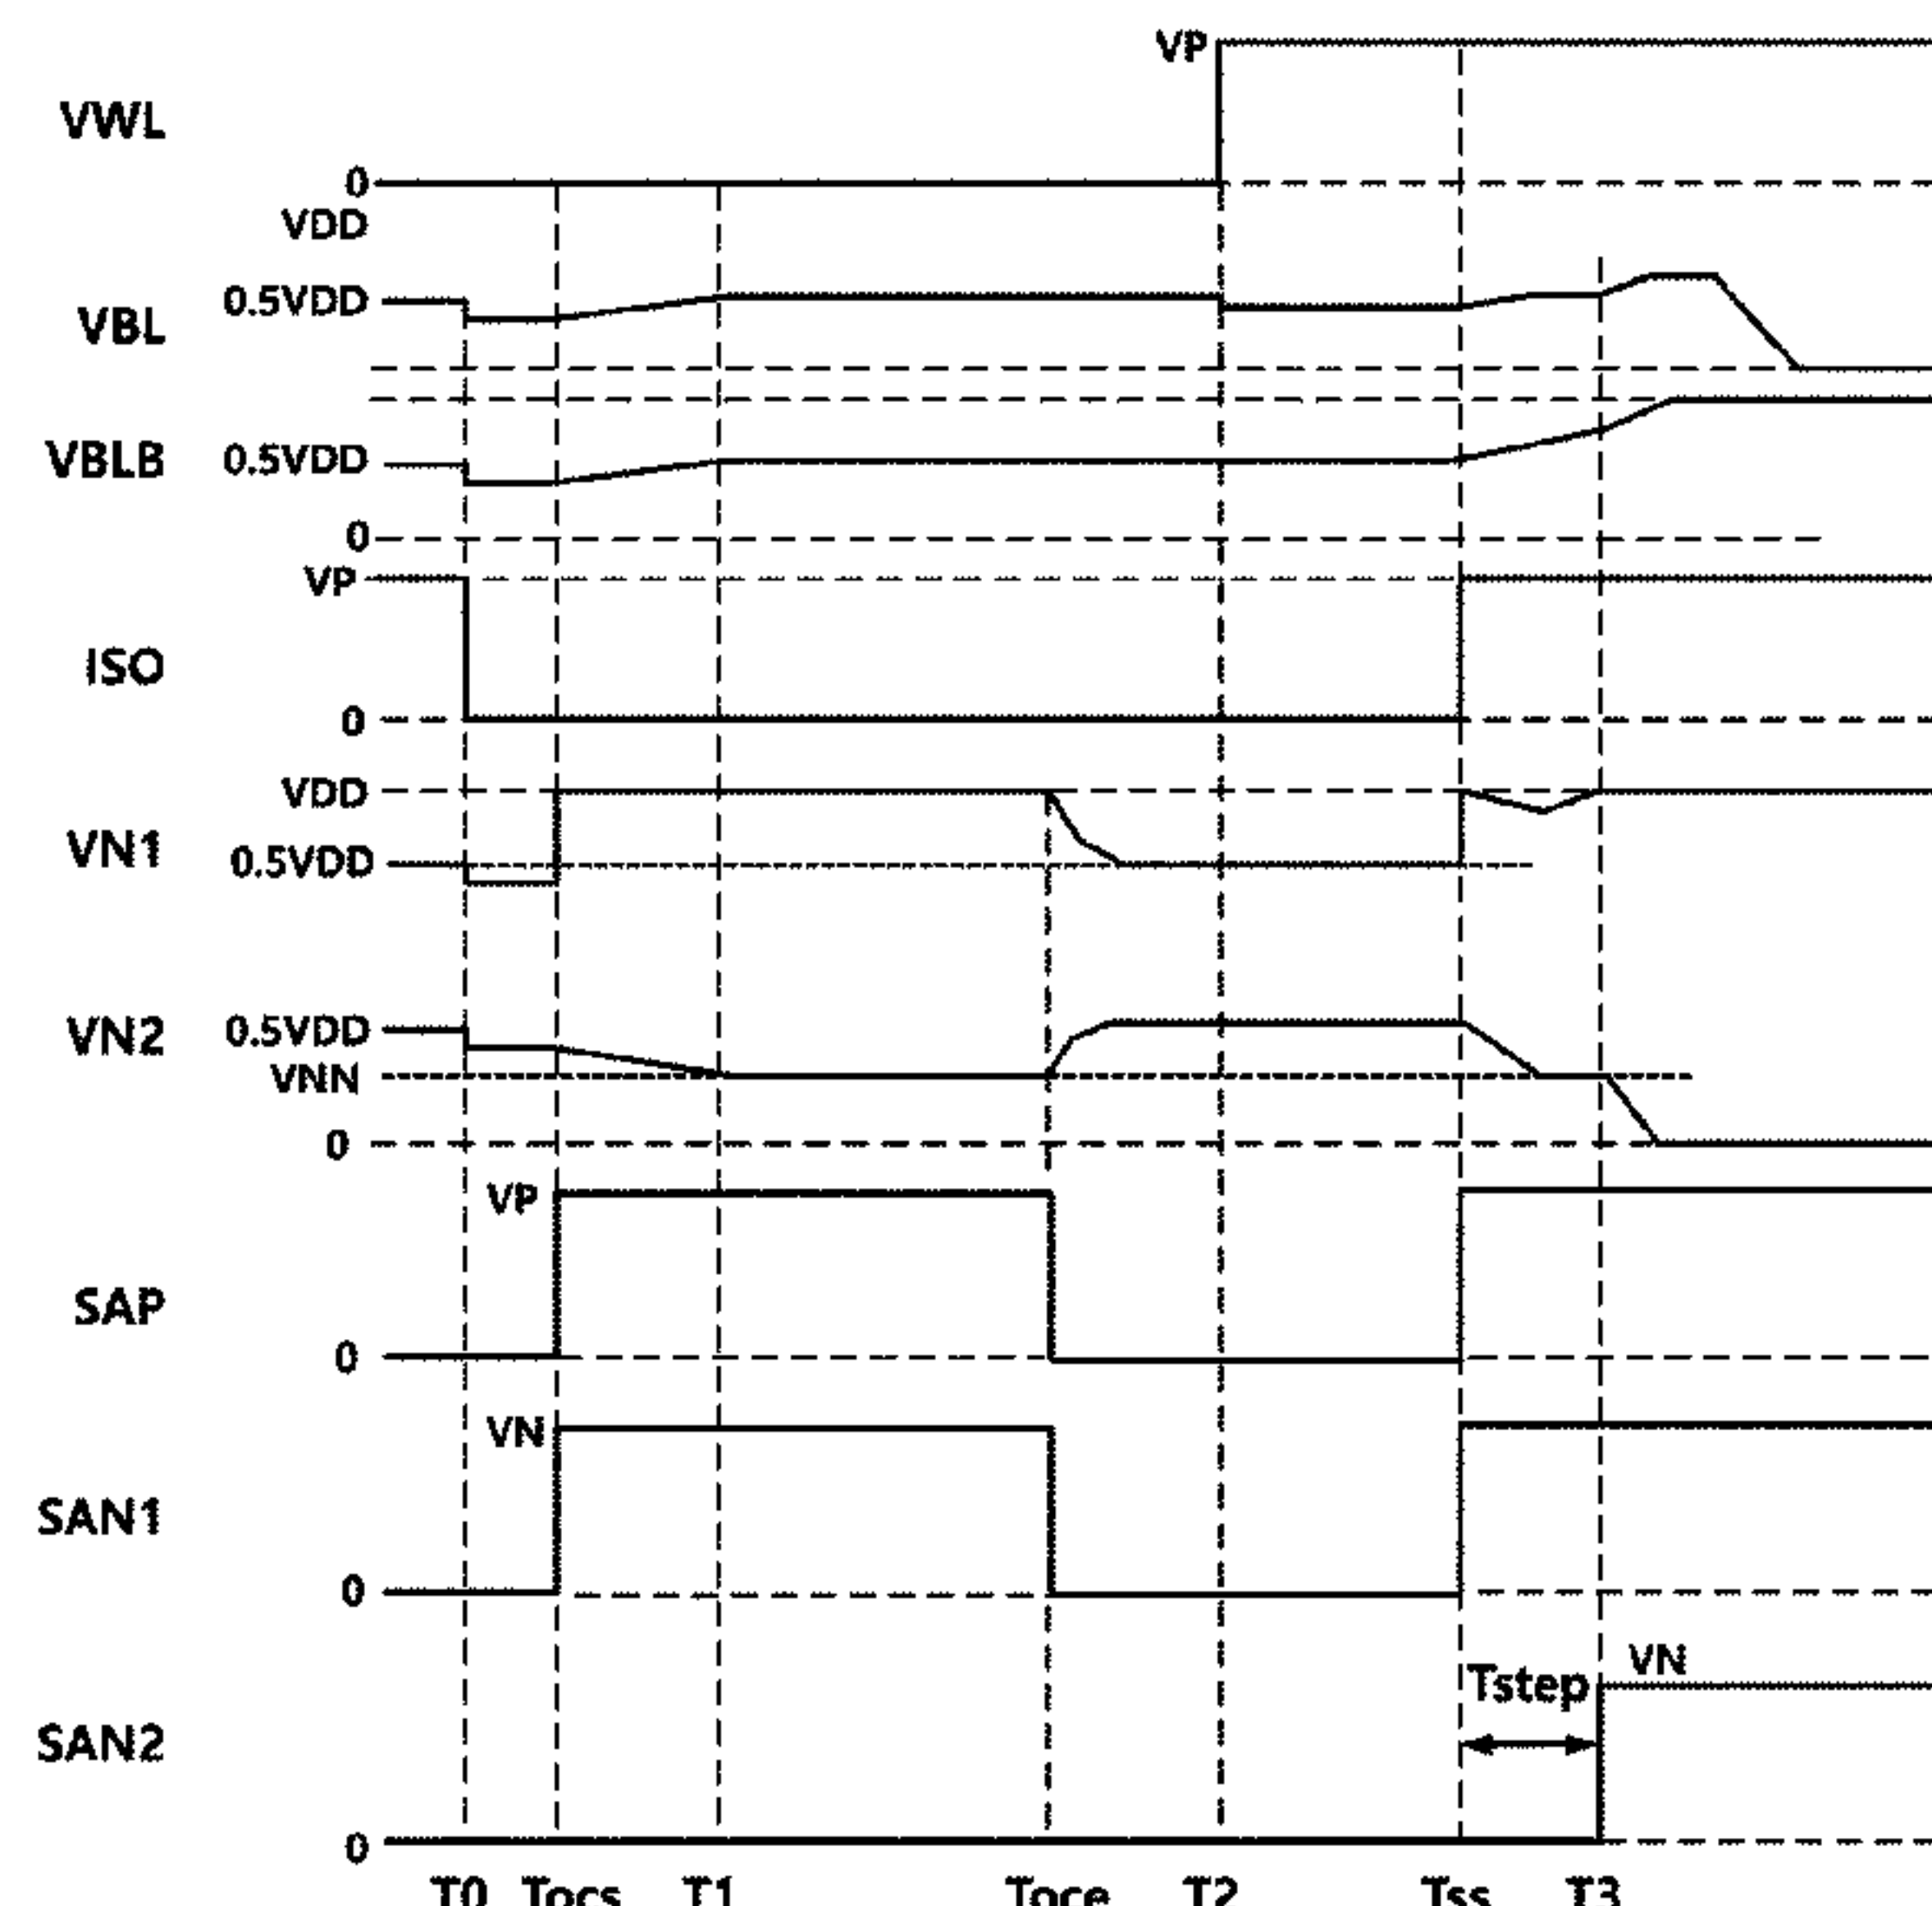 VP
VWL
0
VDD
0.5VDD
VBL
VBLB 0.5VDD
0
VP
ISO
0
VDD
VN1
0.5VDD
VN2 0.5VDD
VNN
0
VP
SAP
0
VN
SAN1
0
VN
Tstep
SAN2
0
T0 Tocs T1 Toce T2 Tss T3